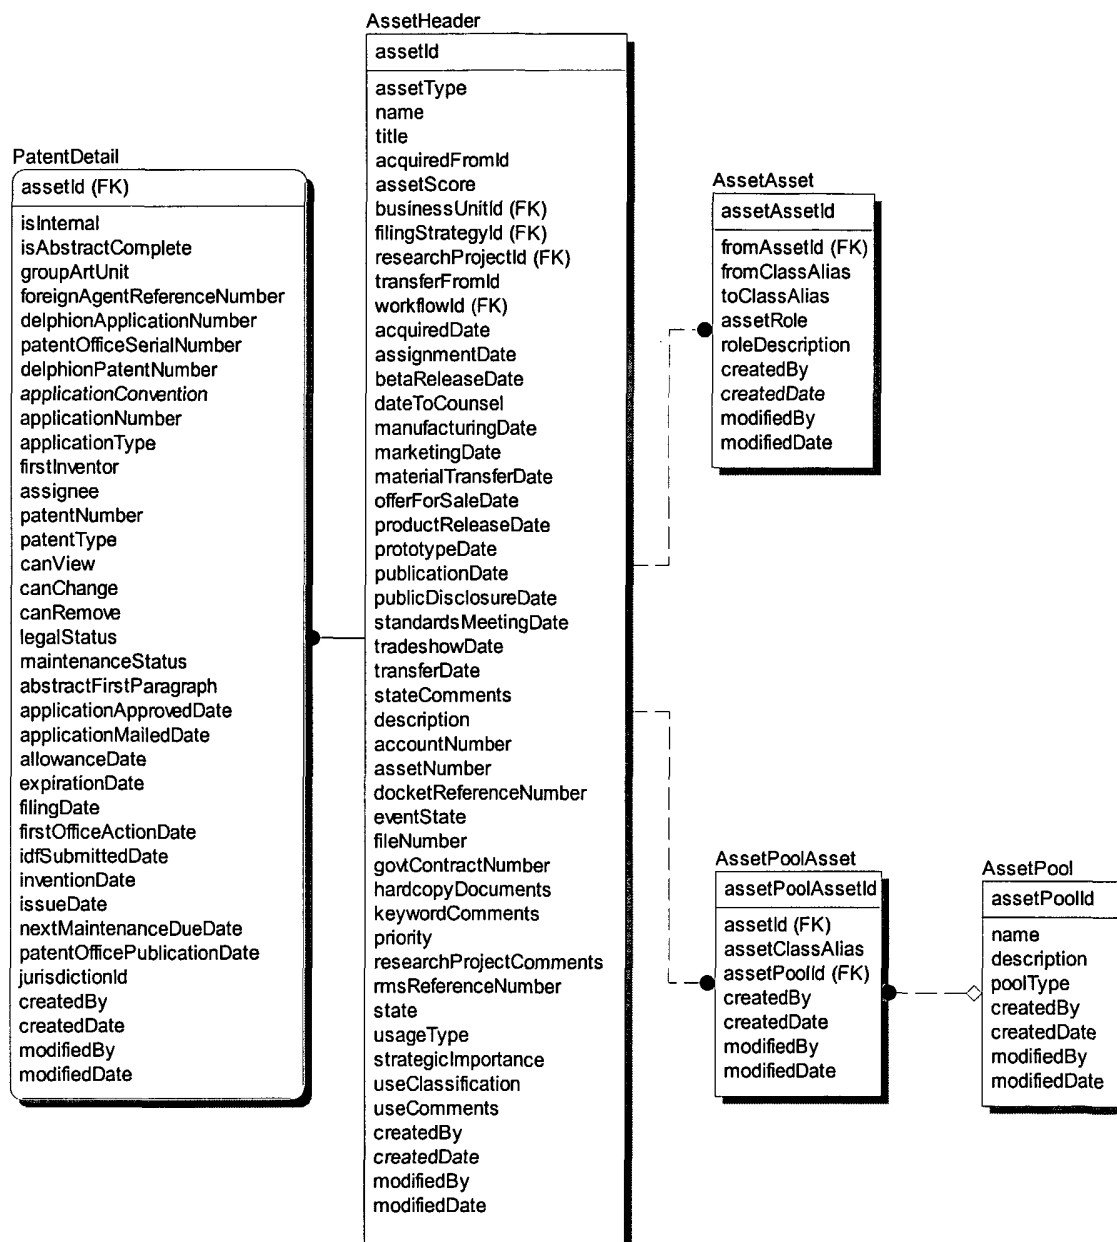 AssetHeader
assetId
assetType
name
title
acquiredFromId
assetScore
businessUnitId (FK)
filingStrategyId (FK)
researchProjectId (FK)
transferFromId
workflowId (FK)
acquiredDate
assignmentDate
betaReleaseDate
dateToCounsel
manufacturingDate
marketingDate
materialTransferDate
offerForSaleDate
productReleaseDate
prototypeDate
publicationDate
publicDisclosureDate
standardsMeetingDate
tradeshowDate
transferDate
stateComments
description
accountNumber
assetNumber
docketReferenceNumber
eventState
fileNumber
govtContractNumber
hardcopyDocuments
keywordComments
priority
researchProjectComments
rmsReferenceNumber
state
usageType
strategicImportance
useClassification
useComments
createdBy
createdDate
modifiedBy
modifiedDate
PatentDetail
assetId (FK)
isInternal
isAbstractComplete
groupArtUnit
foreignAgentReferenceNumber
delphionApplicationNumber
patentOfficeSerialNumber
delphionPatentNumber
applicationConvention
applicationNumber
applicationType
firstInventor
assignee
patentNumber
patentType
canView
canChange
canRemove
legalStatus
maintenanceStatus
abstractFirstParagraph
applicationApprovedDate
applicationMailedDate
allowanceDate
expirationDate
filingDate
firstOfficeActionDate
idfSubmittedDate
inventionDate
issueDate
nextMaintenanceDueDate
patentOfficePublicationDate
jurisdictionId
createdBy
createdDate
modifiedBy
modifiedDate
AssetAsset
assetAssetId
fromAssetId (FK)
fromClassAlias
toClassAlias
assetRole
roleDescription
createdBy
createdDate
modifiedBy
modifiedDate
AssetPoolAsset
assetPoolAssetId
assetId (FK)
assetClassAlias
assetPoolId (FK)
createdBy
createdDate
modifiedBy
modifiedDate
AssetPool
assetPoolId
name
description
poolType
createdBy
createdDate
modifiedBy
modifiedDate